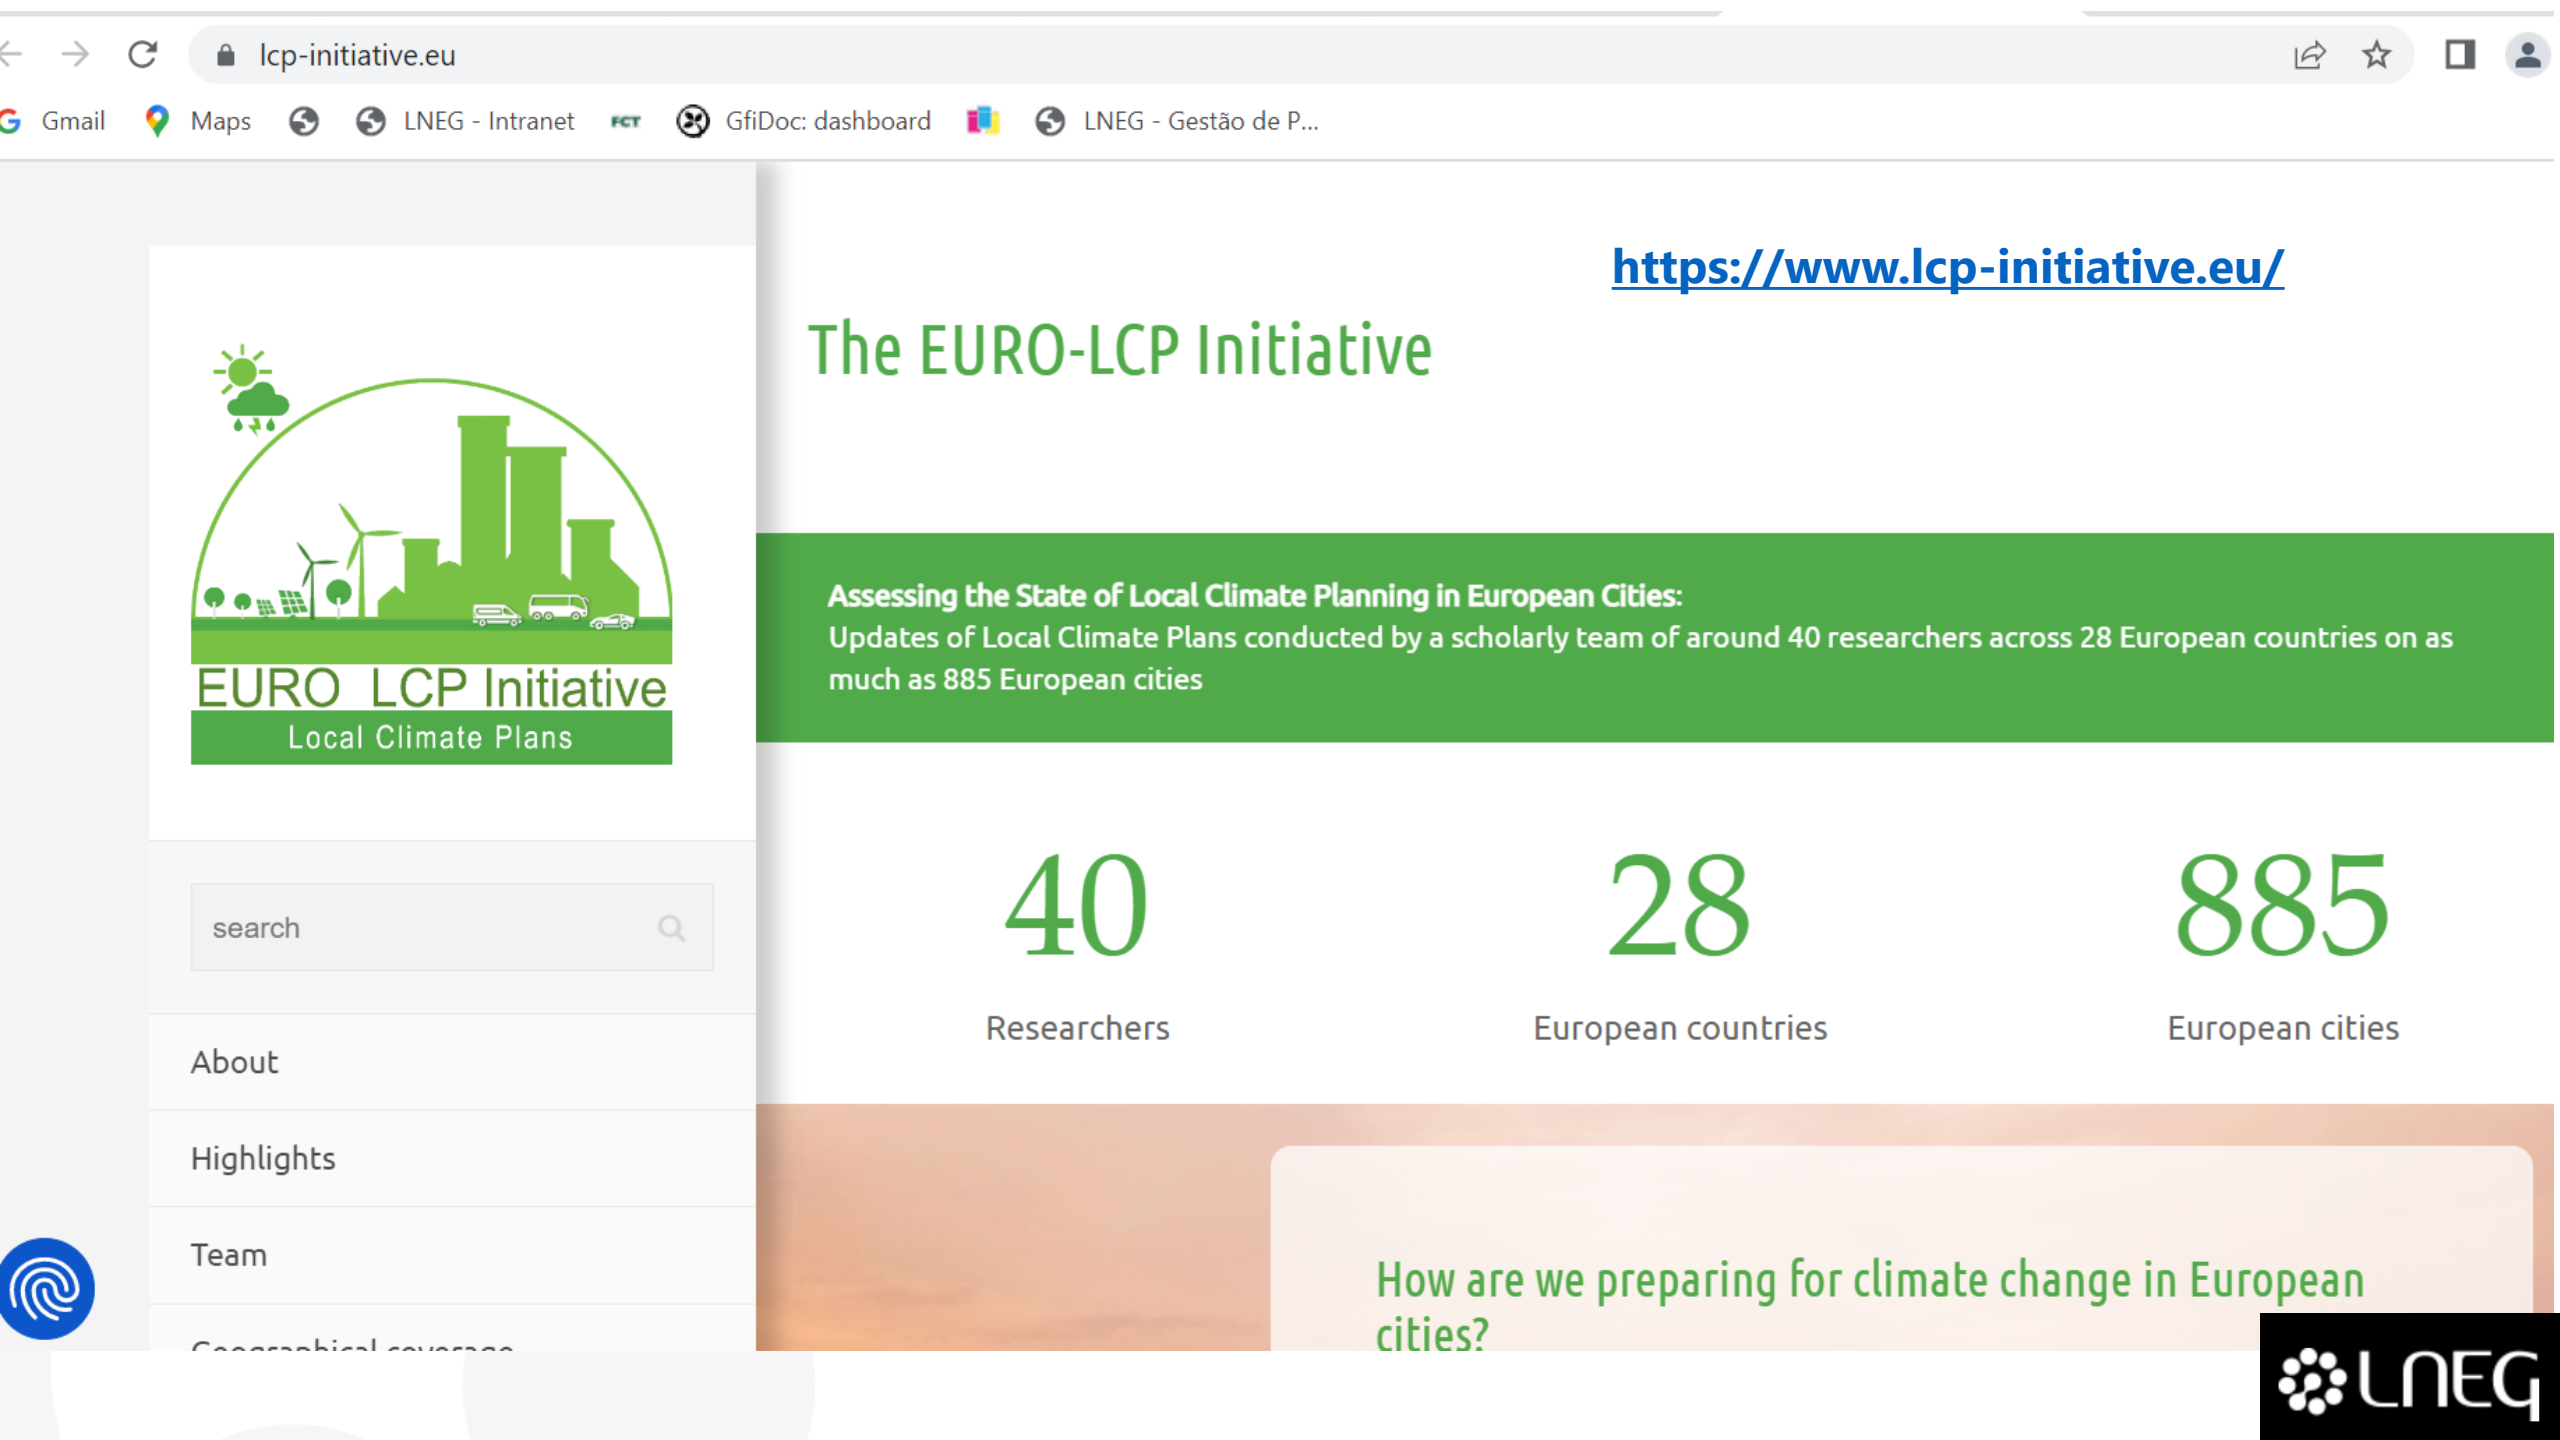 lcp-initiative.eu
Gmail Maps LNEG - Intranet FCT GfiDoc: dashboard LNEG - Gestão de P...
https://www.lcp-initiative.eu/
The EURO-LCP Initiative
EURO LCP Initiative
Local Climate Plans
search
About
Highlights
Team
Geographical coverage
Assessing the State of Local Climate Planning in European Cities:
Updates of Local Climate Plans conducted by a scholarly team of around 40 researchers across 28 European countries on as
much as 885 European cities
40
Researchers
28
European countries
885
European cities
How are we preparing for climate change in European
cities?
LNEG